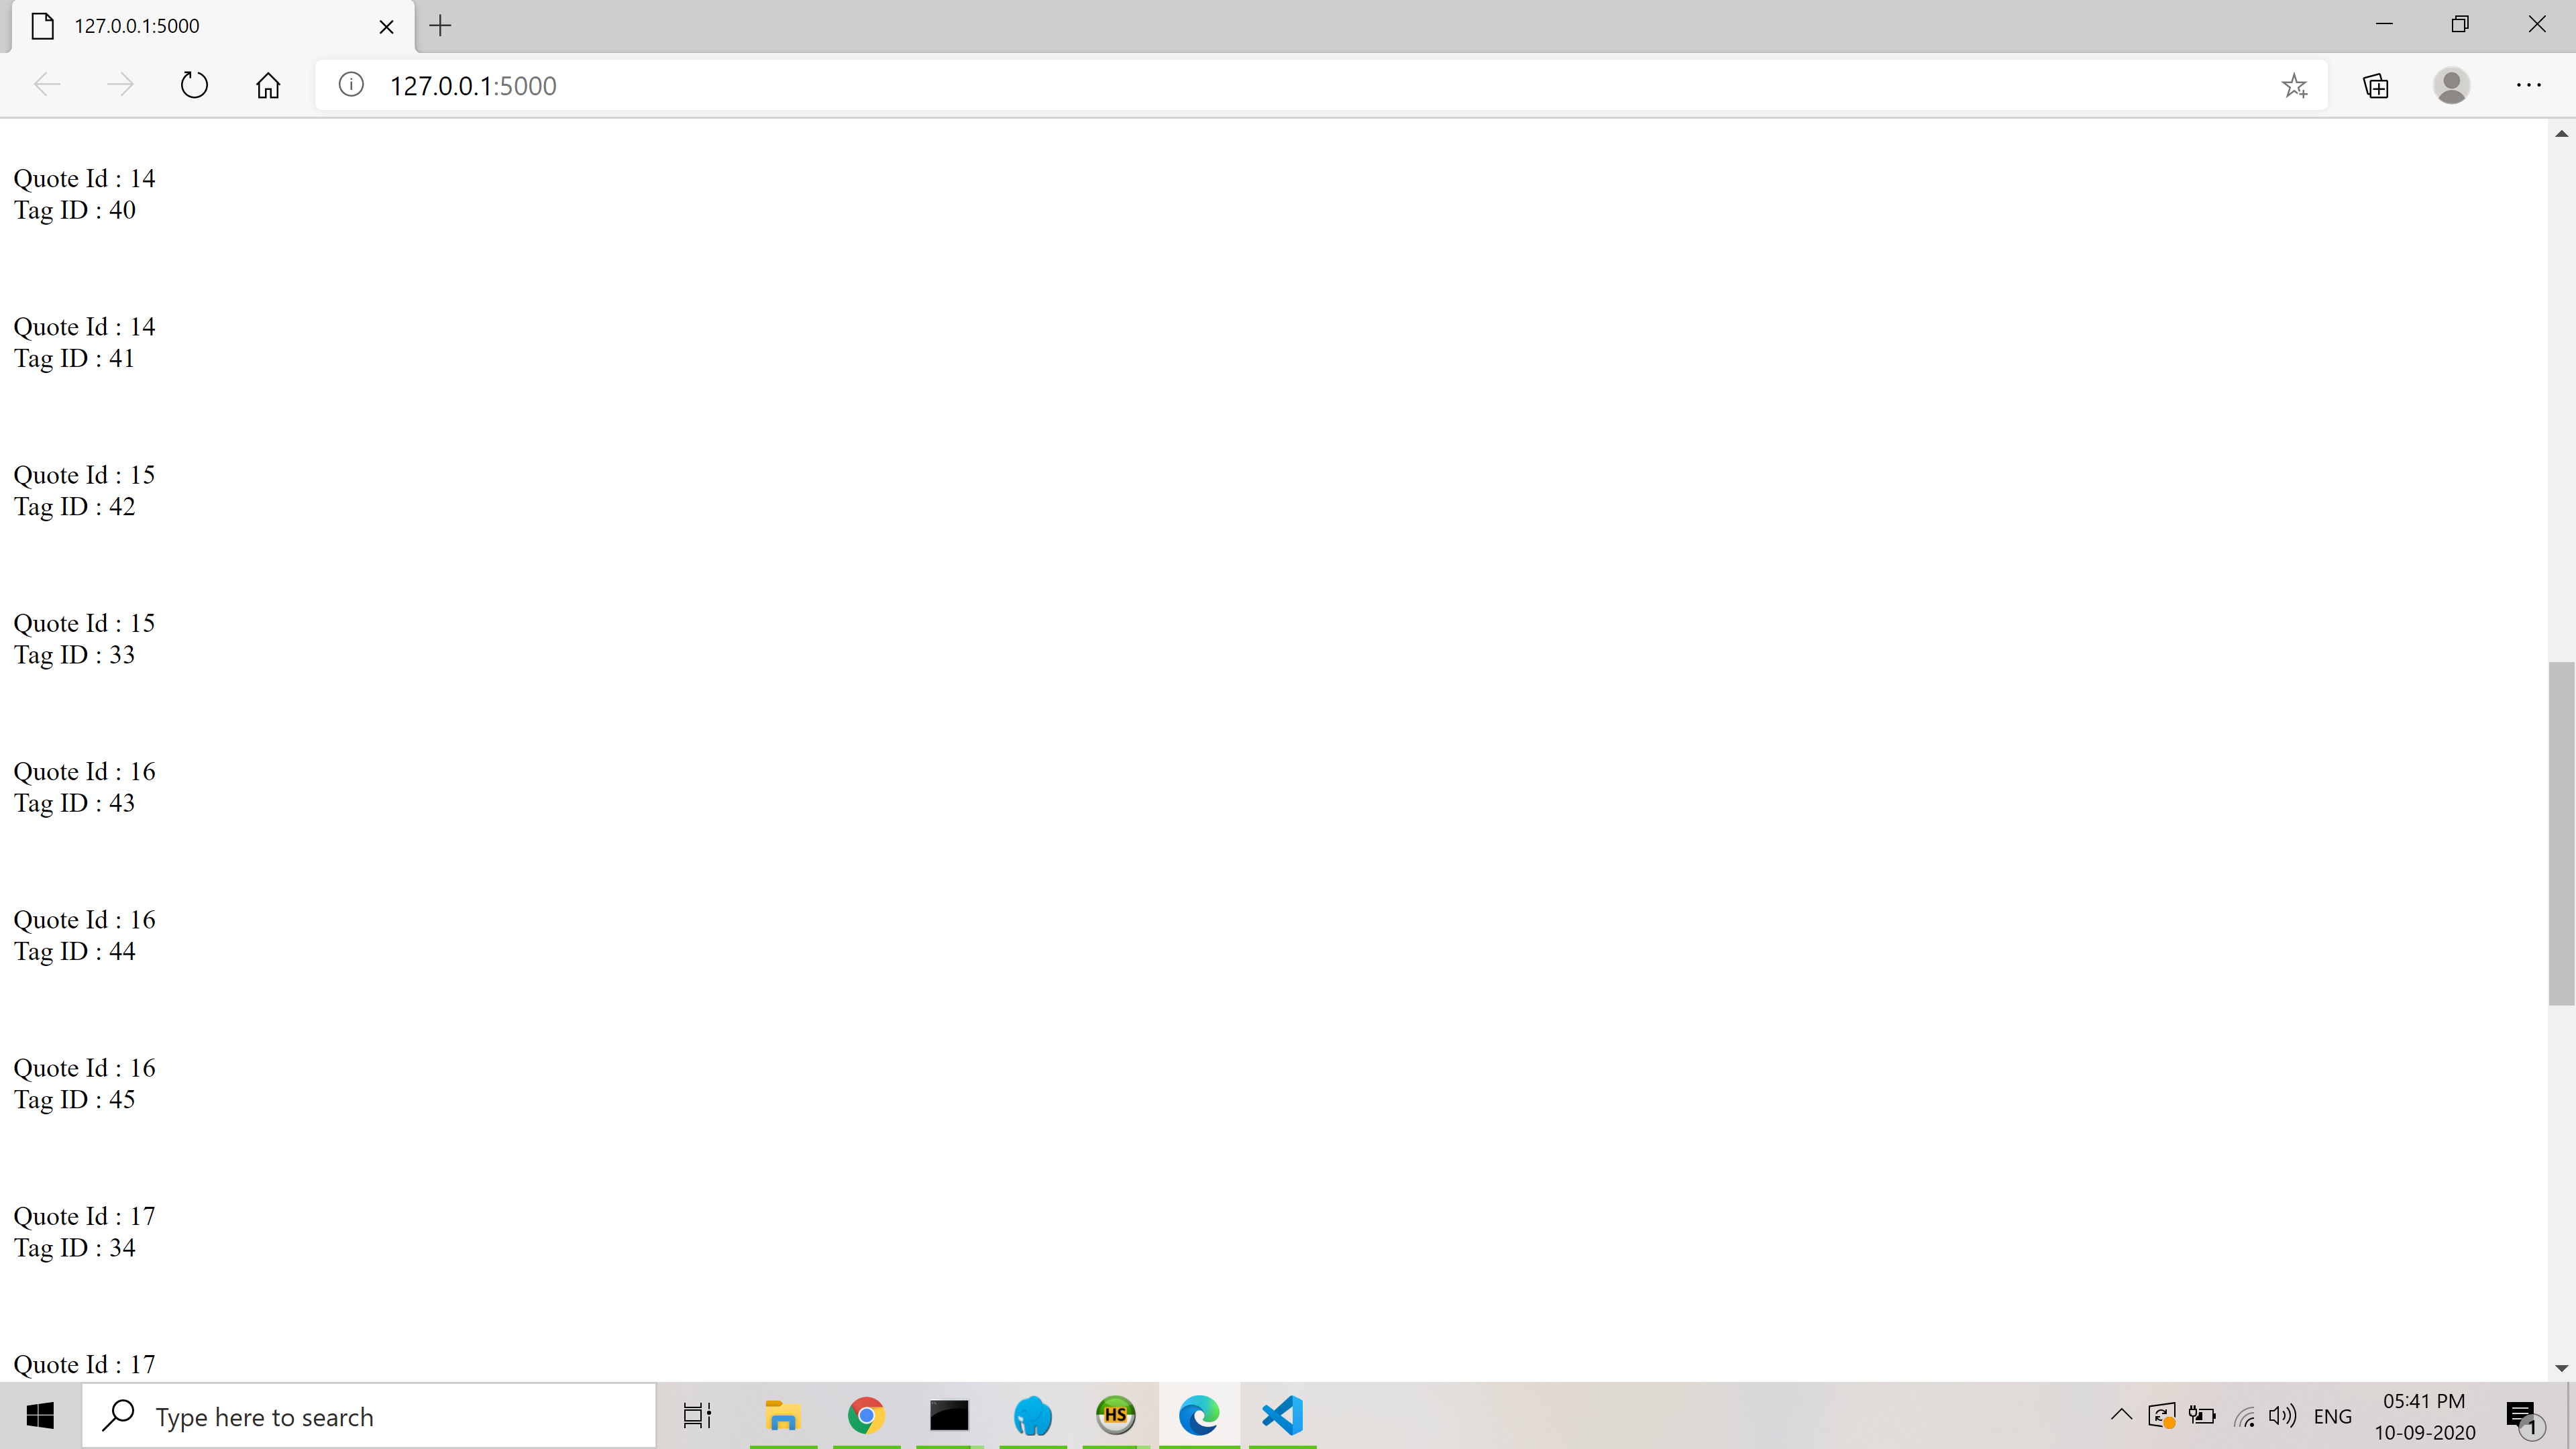 127.0.0.1:5000
127.0.0.1:5000
Quote Id : 14
Tag ID : 40
Quote Id : 14
Tag ID : 41
Quote Id : 15
Tag ID : 42
Quote Id : 15
Tag ID : 33
Quote Id : 16
Tag ID : 43
Quote Id : 16
Tag ID : 44
Quote Id : 16
Tag ID : 45
Quote Id : 17
Tag ID : 34
Quote Id : 17
Type here to search
HS
ENG
05:41 PM
10-09-2020
1